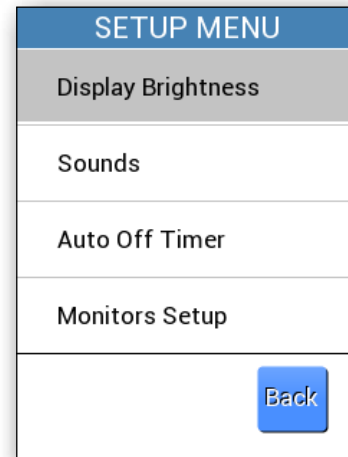 SETUP MENU
Display Brightness
Sounds
Auto Off Timer
Monitors Setup
Back